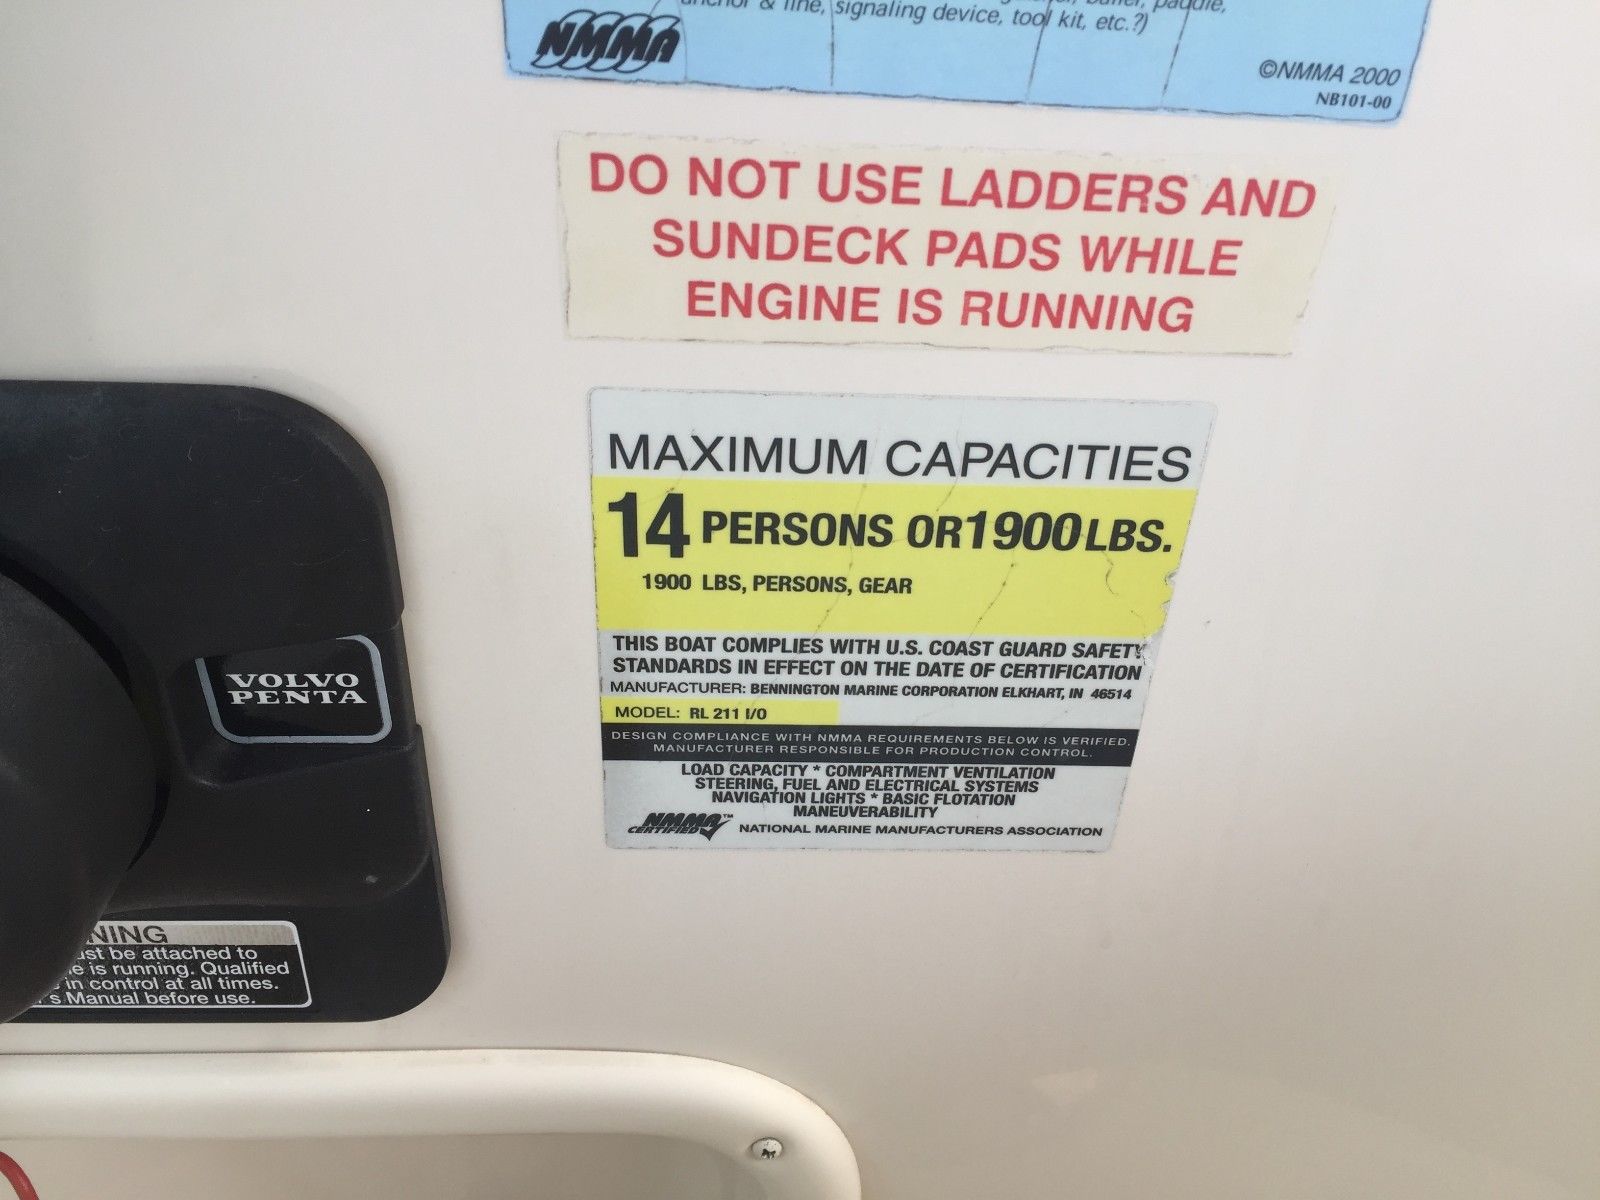 anchor & line, signaling device, tool kit, etc.?)
NMMA
©NMMA 2000
NB101-00
DO NOT USE LADDERS AND
SUNDECK PADS WHILE
ENGINE IS RUNNING
MAXIMUM CAPACITIES
14 PERSONS OR 1900 LBS.
1900 LBS, PERSONS, GEAR
THIS BOAT COMPLIES WITH U.S. COAST GUARD SAFETY
STANDARDS IN EFFECT ON THE DATE OF CERTIFICATION
MANUFACTURER: BENNINGTON MARINE CORPORATION ELKHART, IN 46514
MODEL: RL 211 I/O
DESIGN COMPLIANCE WITH NMMA REQUIREMENTS BELOW IS VERIFIED.
MANUFACTURER RESPONSIBLE FOR PRODUCTION CONTROL.
LOAD CAPACITY * COMPARTMENT VENTILATION
STEERING, FUEL AND ELECTRICAL SYSTEMS
NAVIGATION LIGHTS * BASIC FLOTATION
MANEUVERABILITY
NMMA™
CERTIFIED
NATIONAL MARINE MANUFACTURERS ASSOCIATION
VOLVO
PENTA
be attached to
is running. Qualified
in control at all times.
Manual before use.